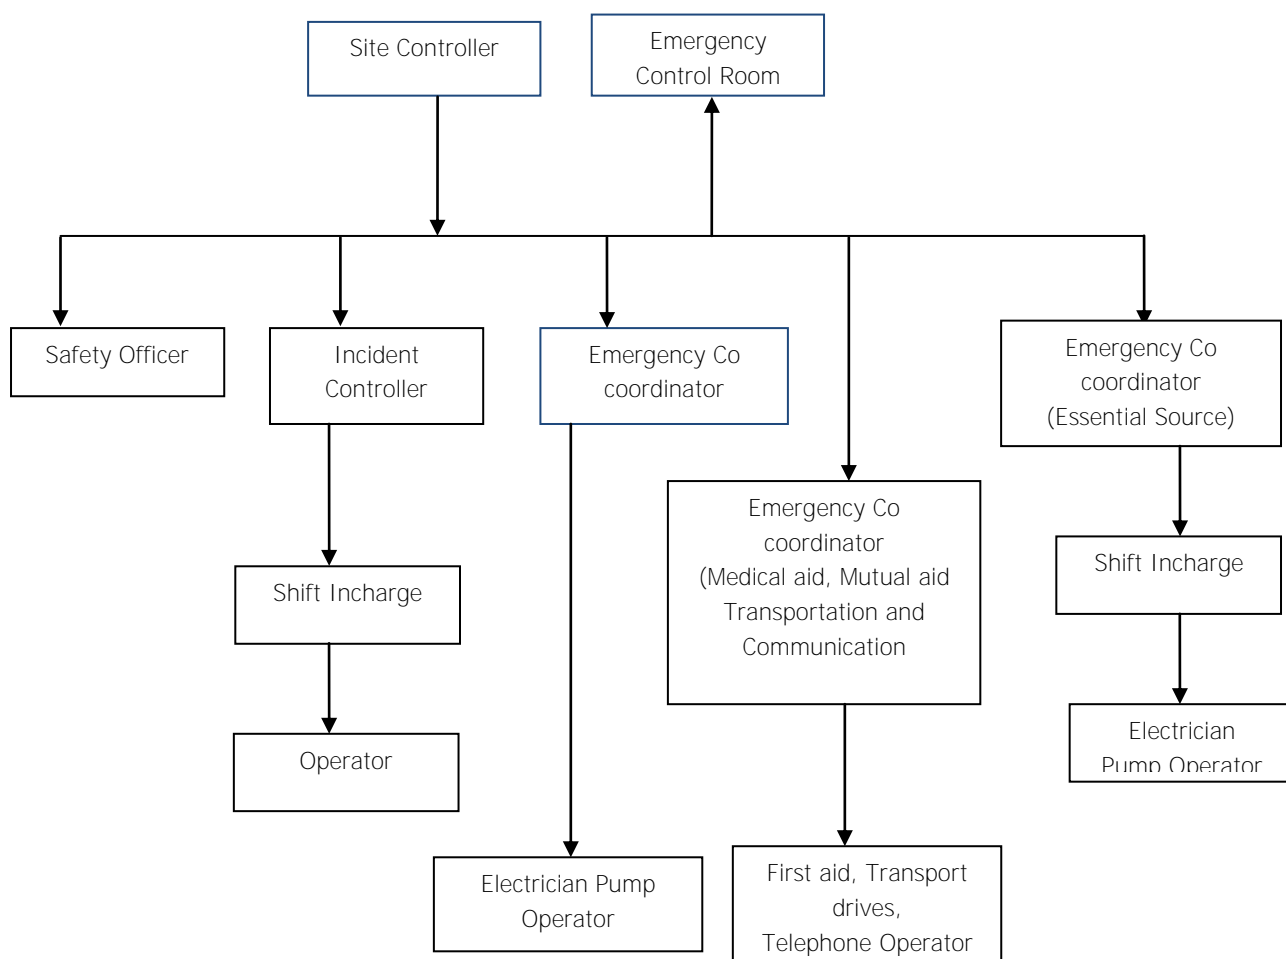 Site Controller
Emergency
Control Room
Safety Officer
Incident
Controller
Emergency Co
coordinator
Emergency Co
coordinator
(Essential Source)
Emergency Co
coordinator
(Medical aid, Mutual aid
Transportation and
Communication
Shift Incharge
Shift Incharge
Operator
Electrician
Pump Operator
Electrician Pump
Operator
First aid, Transport
drives,
Telephone Operator